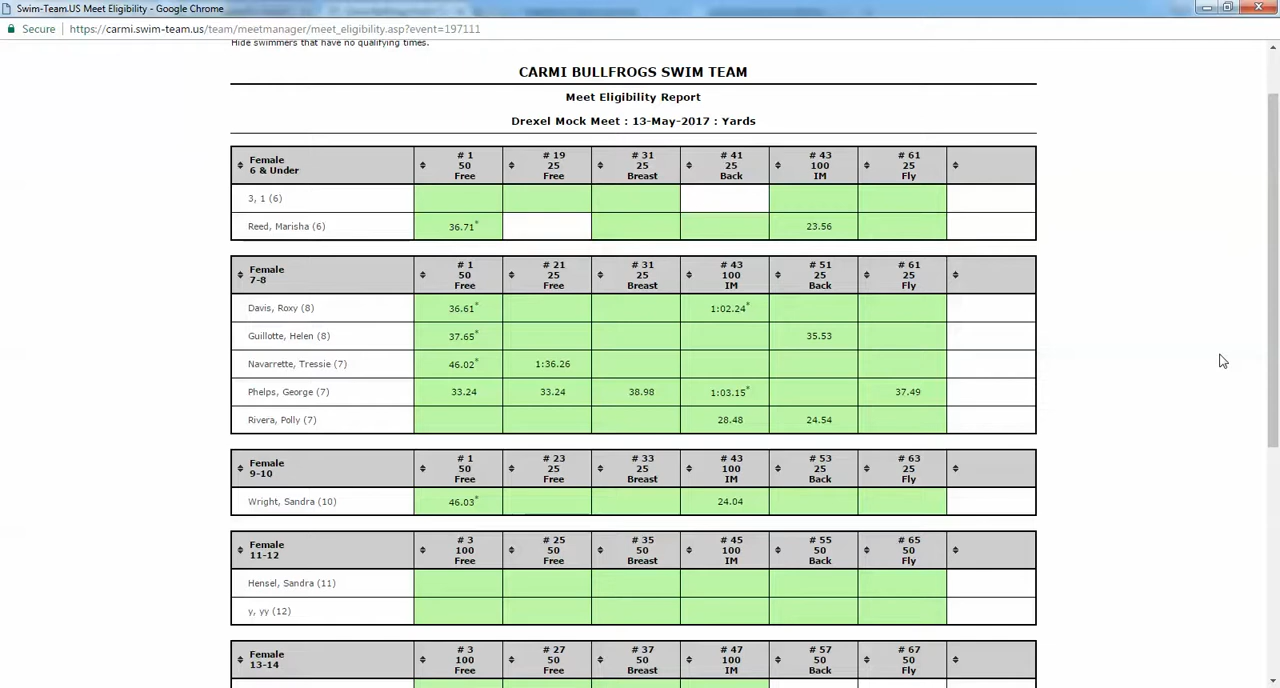 Swim-Team.US Meet Eligibility - Google Chrome
Secure | https://carmi.swim-team.us/team/meetmanager/meet_eligibility.asp?event=197111
Hide swimmers that have no qualifying times.
CARMI BULLFROGS SWIM TEAM
Meet Eligibility Report
Drexel Mock Meet : 13-May-2017 : Yards
Female 6 & Under # 1 50 Free # 19 25 Free # 31 25 Breast # 41 25 Back # 43 100 IM # 61 25 Fly
3, 1 (6)
Reed, Marisha (6) 36.71* 23.56
Female 7-8 # 1 50 Free # 21 25 Free # 31 25 Breast # 43 100 IM # 51 25 Back # 61 25 Fly
Davis, Roxy (8) 36.61* 1:02.24*
Guillotte, Helen (8) 37.65* 35.53
Navarrette, Tressie (7) 46.02* 1:36.26
Phelps, George (7) 33.24 33.24 38.98 1:03.15* 37.49
Rivera, Polly (7) 28.48 24.54
Female 9-10 # 1 50 Free # 23 25 Free # 33 25 Breast # 43 100 IM # 53 25 Back # 63 25 Fly
Wright, Sandra (10) 46.03* 24.04
Female 11-12 # 3 100 Free # 25 50 Free # 35 50 Breast # 45 100 IM # 55 50 Back # 65 50 Fly
Hensel, Sandra (11)
y, yy (12)
Female 13-14 # 3 100 Free # 27 50 Free # 37 50 Breast # 47 100 IM # 57 50 Back # 67 50 Fly